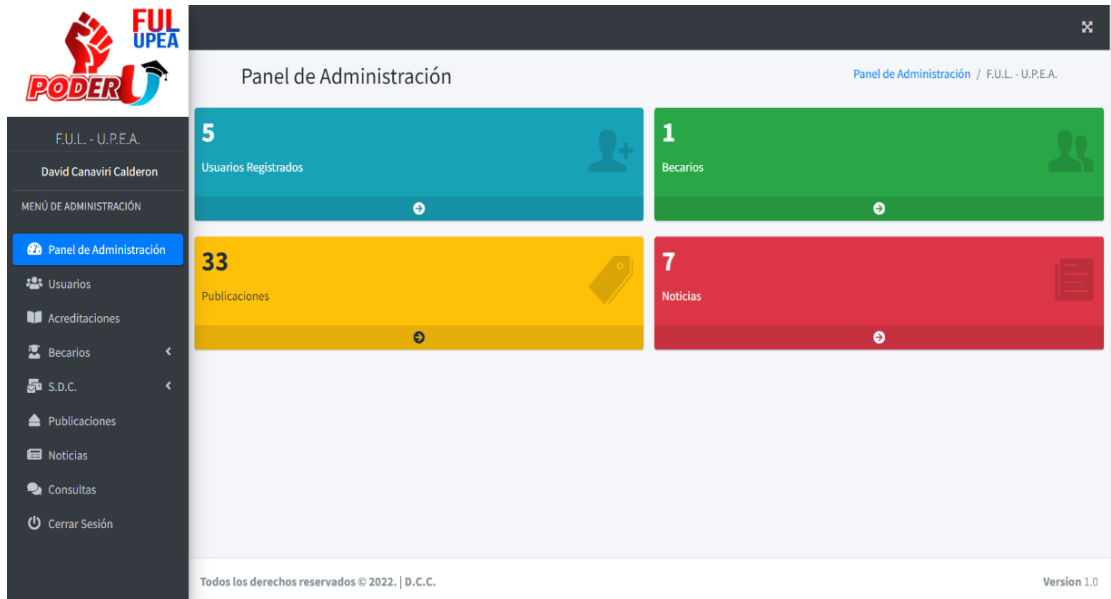 FUL
UPEA
PODER U
F.U.L. - U.P.E.A.
David Canaviri Calderon
MENÚ DE ADMINISTRACIÓN
Panel de Administración
Usuarios
Acreditaciones
Becarios
S.D.C.
Publicaciones
Noticias
Consultas
Cerrar Sesión
Panel de Administración
Panel de Administración / F.U.L. - U.P.E.A.
5
Usuarios Registrados
1
Becarios
33
Publicaciones
7
Noticias
Todos los derechos reservados © 2022. | D.C.C.
Version 1.0